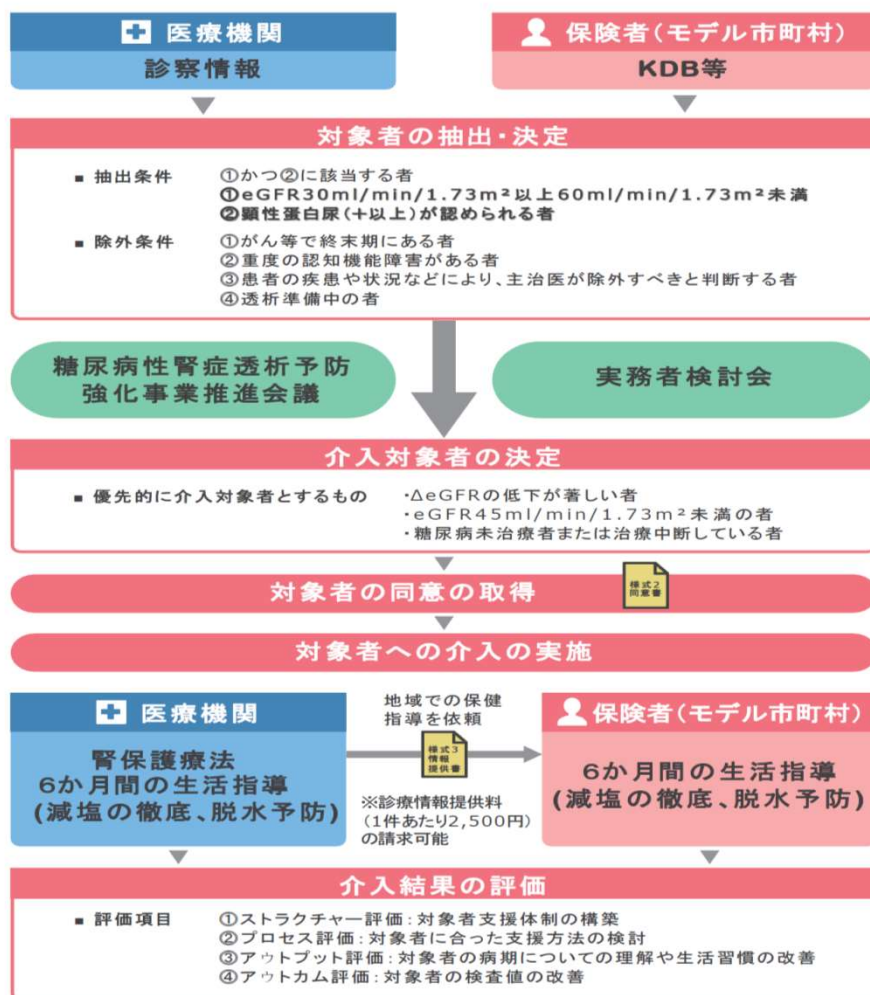 医療機関
診察情報
保険者(モデル市町村)
KDB等
対象者の抽出・決定
■ 抽出条件 ①かつ②に該当する者
①eGFR30ml/min/1.73m²以上60ml/min/1.73m²未満
②顕性蛋白尿(+以上)が認められる者
■ 除外条件 ①がん等で終末期にある者
②重度の認知機能障害がある者
③患者の疾患や状況などにより、主治医が除外すべきと判断する者
④透析準備中の者
糖尿病性腎症透析予防
強化事業推進会議
実務者検討会
介入対象者の決定
■ 優先的に介入対象者とするもの ・ΔeGFRの低下が著しい者
・eGFR45ml/min/1.73m²未満の者
・糖尿病未治療者または治療中断している者
対象者の同意の取得
様式2
同意書
対象者への介入の実施
医療機関
腎保護療法
6か月間の生活指導
(減塩の徹底、脱水予防)
地域での保健
指導を依頼
様式3
情報
提供書
※診療情報提供料
(1件あたり2,500円)
の請求可能
保険者(モデル市町村)
6か月間の生活指導
(減塩の徹底、脱水予防)
介入結果の評価
■ 評価項目 ①ストラクチャー評価:対象者支援体制の構築
②プロセス評価:対象者に合った支援方法の検討
③アウトプット評価:対象者の病期についての理解や生活習慣の改善
④アウトカム評価:対象者の検査値の改善